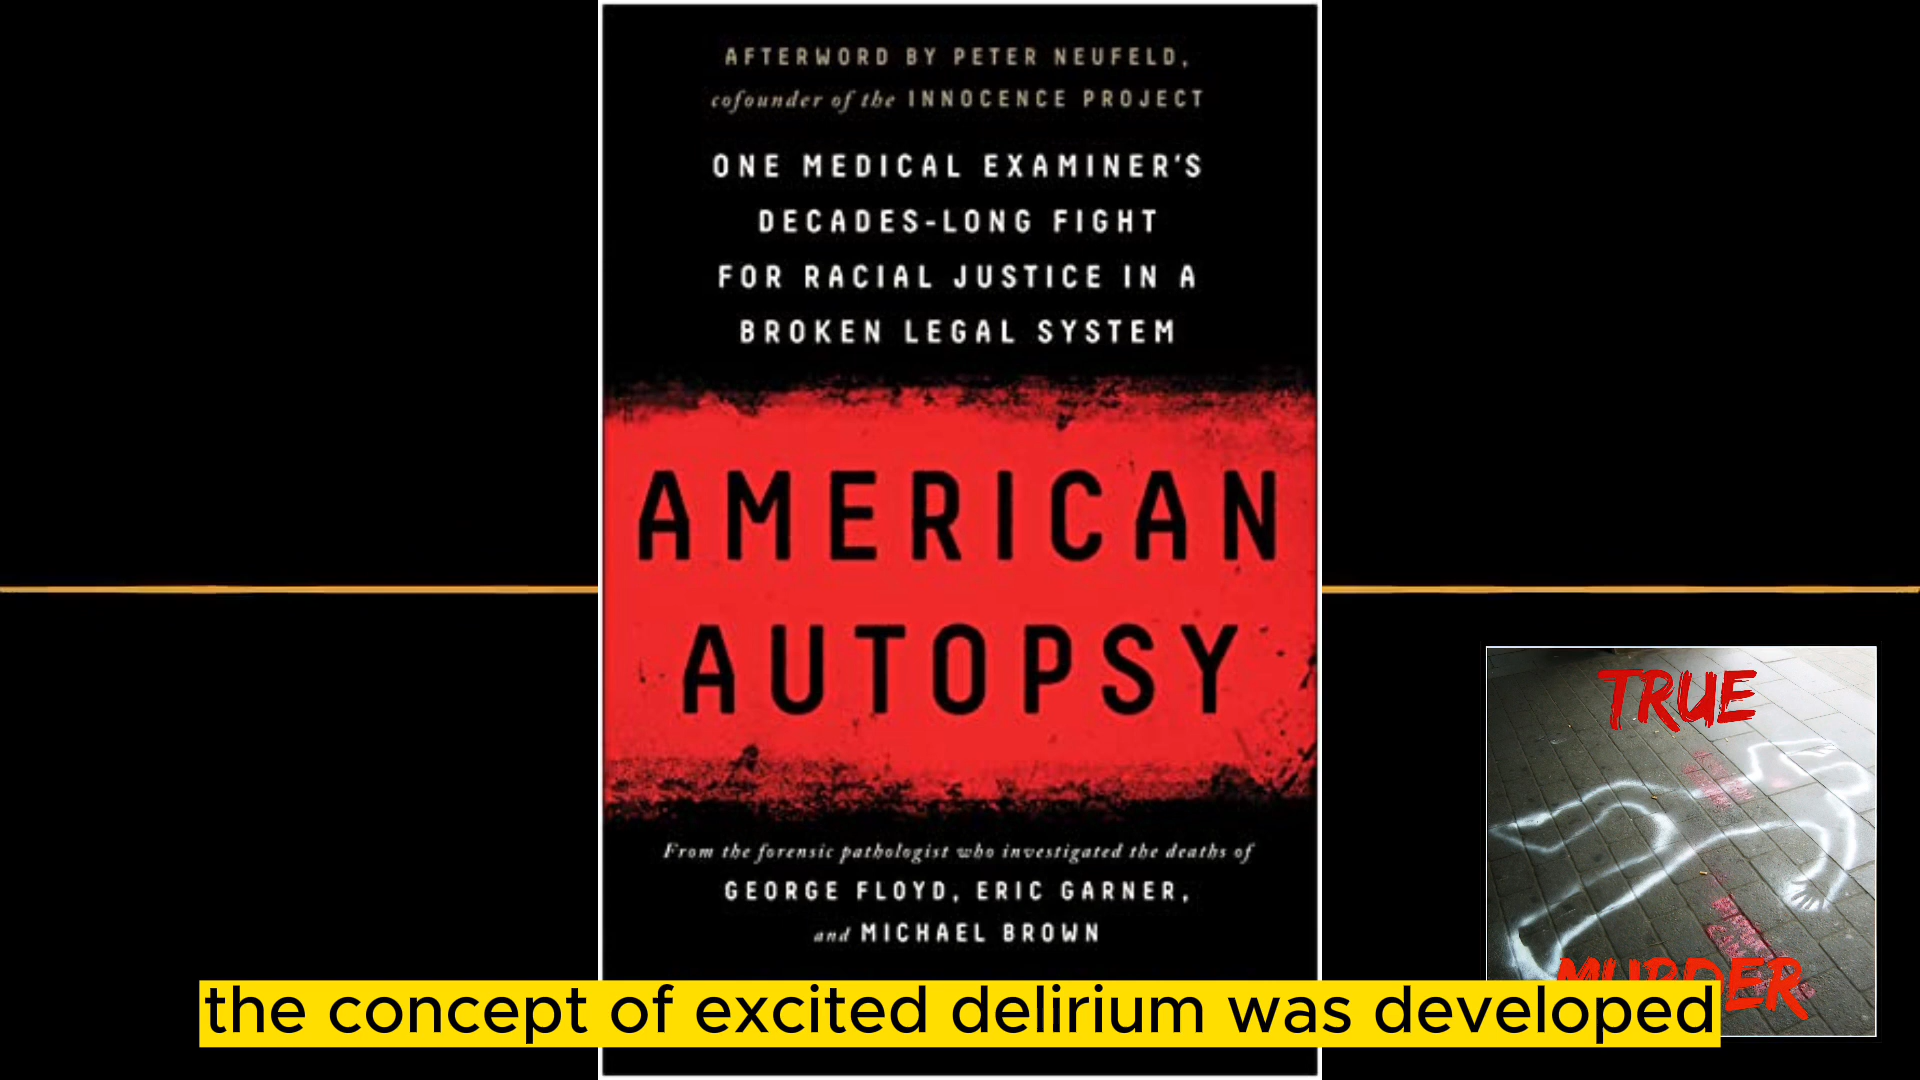 AFTERWORD BY PETER NEUFELD,
cofounder of the INNOCENCE PROJECT
ONE MEDICAL EXAMINER'S
DECADES-LONG FIGHT
FOR RACIAL JUSTICE IN A
BROKEN LEGAL SYSTEM
AMERICAN
AUTOPSY
From the forensic pathologist who investigated the deaths of
GEORGE FLOYD, ERIC GARNER,
and MICHAEL BROWN
TRUE
MURDER
the concept of excited delirium was developed